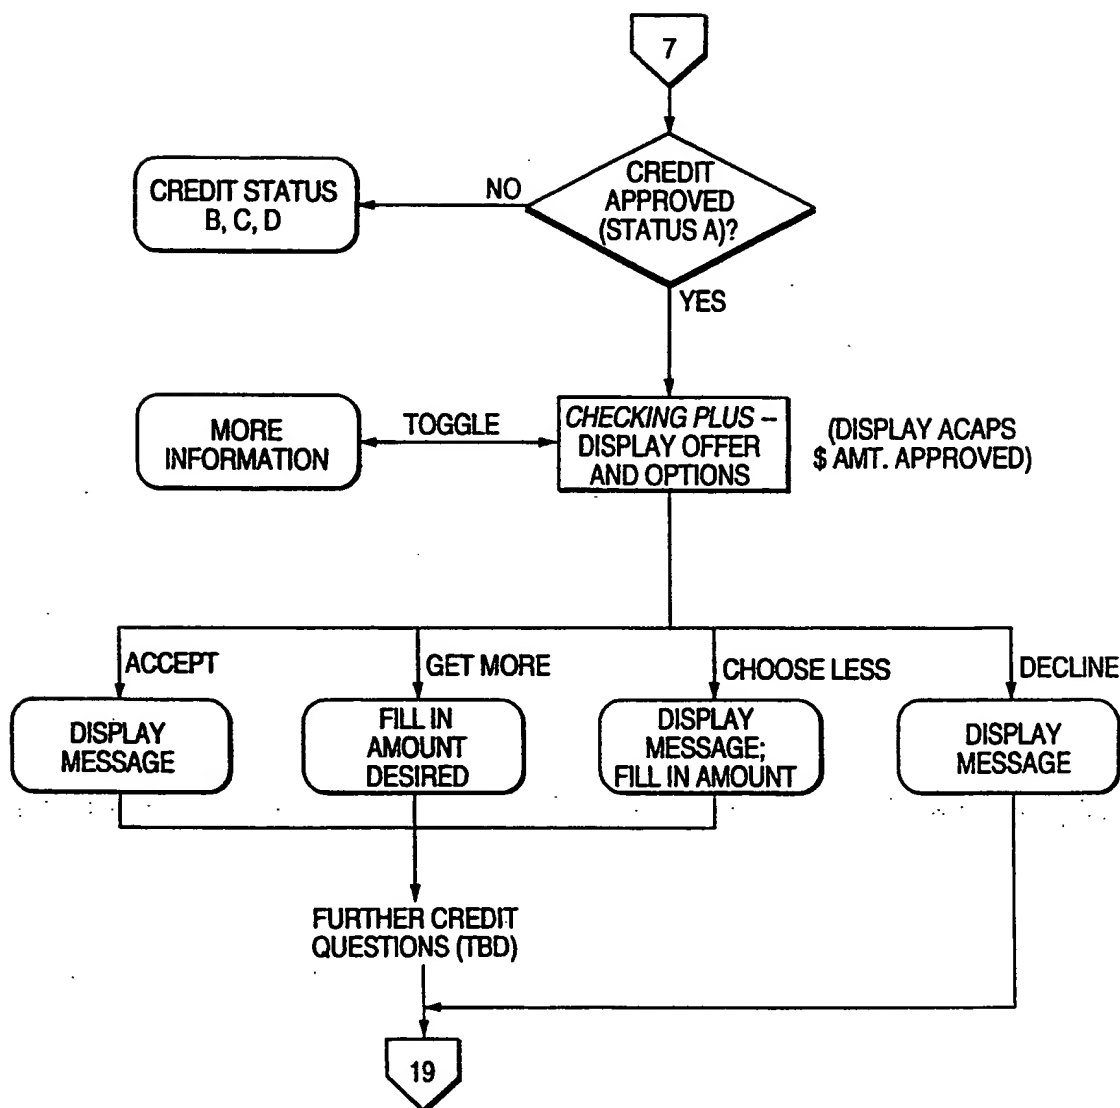 7
CREDIT
APPROVED
(STATUS A)?
NO
CREDIT STATUS
B, C, D
YES
CHECKING PLUS –
DISPLAY OFFER
AND OPTIONS
TOGGLE
MORE
INFORMATION
(DISPLAY ACAPS
$ AMT. APPROVED)
ACCEPT
GET MORE
CHOOSE LESS
DECLINE
DISPLAY
MESSAGE
FILL IN
AMOUNT
DESIRED
DISPLAY
MESSAGE;
FILL IN AMOUNT
DISPLAY
MESSAGE
FURTHER CREDIT
QUESTIONS (TBD)
19